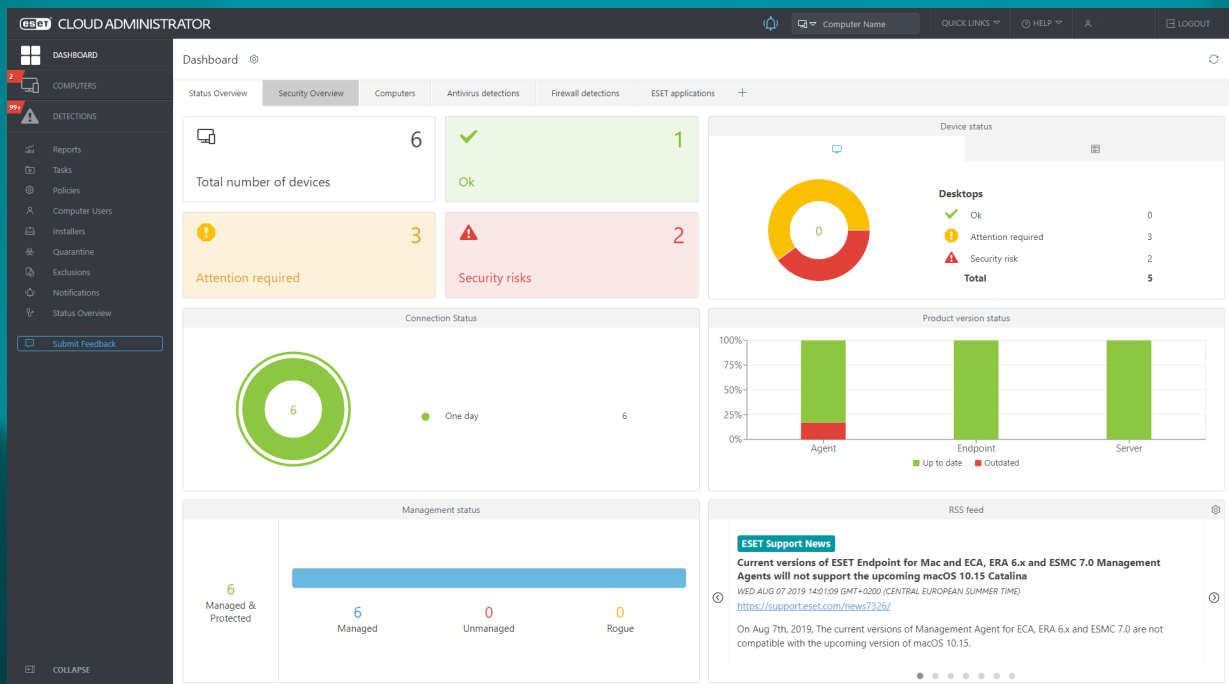 eset CLOUD ADMINISTRATOR
Computer Name
QUICK LINKS
HELP
LOGOUT
DASHBOARD
2
COMPUTERS
99+
DETECTIONS
Reports
Tasks
Policies
Computer Users
Installers
Quarantine
Exclusions
Notifications
Status Overview
Submit Feedback
COLLAPSE
Dashboard
Status Overview
Security Overview
Computers
Antivirus detections
Firewall detections
ESET applications
6
Total number of devices
1
Ok
3
Attention required
2
Security risks
Device status
0
Desktops
Ok 0
Attention required 3
Security risk 2
Total 5
Connection Status
6
One day 6
Product version status
100%
75%
50%
25%
0%
Agent
Endpoint
Server
Up to date
Outdated
Management status
6
Managed &
Protected
6
Managed
0
Unmanaged
0
Rogue
RSS feed
ESET Support News
Current versions of ESET Endpoint for Mac and ECA, ERA 6.x and ESMC 7.0 Management
Agents will not support the upcoming macOS 10.15 Catalina
WED AUG 07 2019 14:01:09 GMT+0200 (CENTRAL EUROPEAN SUMMER TIME)
https://support.eset.com/news7326/
On Aug 7th, 2019, The current versions of Management Agent for ECA, ERA 6.x and ESMC 7.0 are not
compatible with the upcoming version of macOS 10.15.